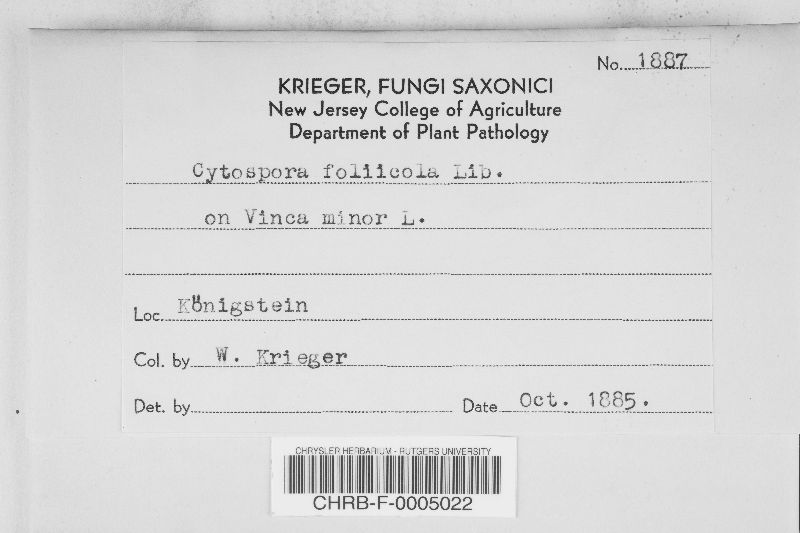 No. 1887
KRIEGER, FUNGI SAXONICI
New Jersey College of Agriculture
Department of Plant Pathology
Cytospora foliicola Lib.
on Vinca minor L.
Loc. Königstein
Col. by W. Krieger
Det. by
Date Oct. 1885.
CHRYSLER HERBARIUM - RUTGERS UNIVERSITY
CHRB-F-0005022